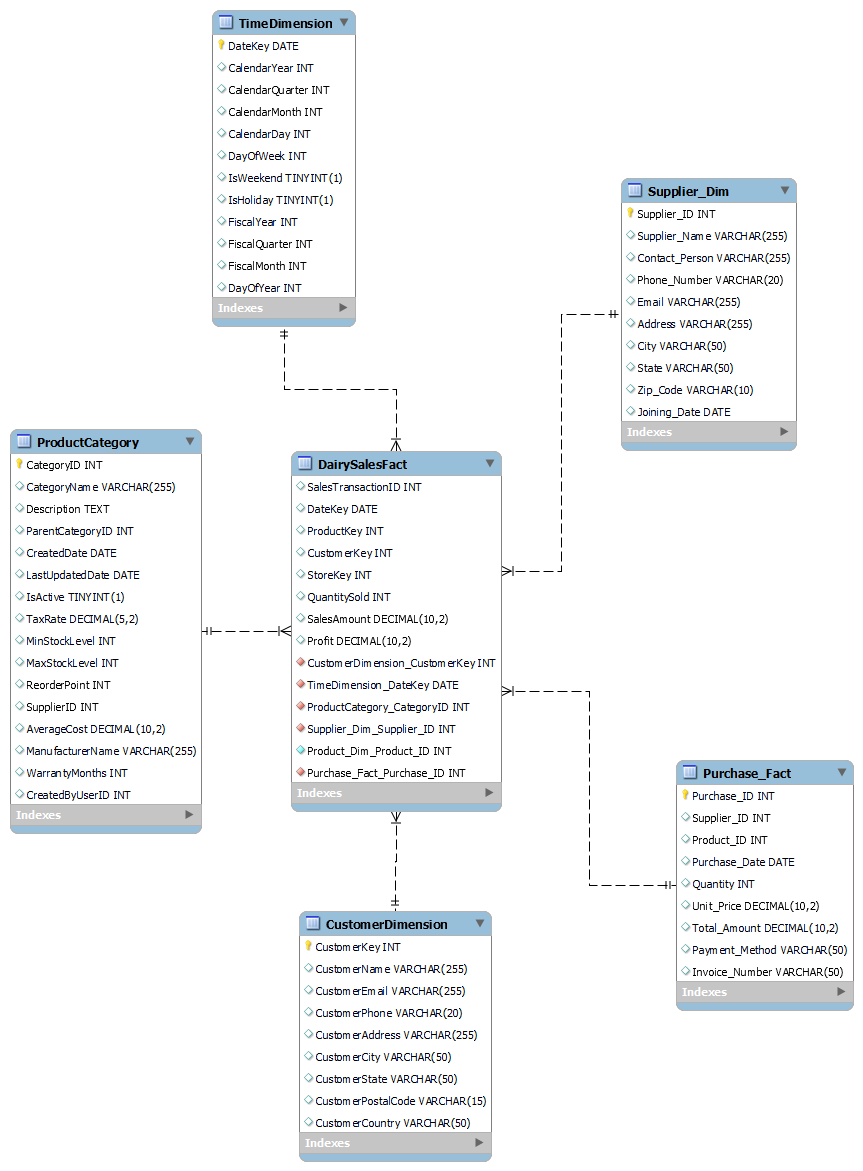 TimeDimension
DateKey DATE
CalendarYear INT
CalendarQuarter INT
CalendarMonth INT
CalendarDay INT
DayOfWeek INT
IsWeekend TINYINT(1)
IsHoliday TINYINT(1)
FiscalYear INT
FiscalQuarter INT
FiscalMonth INT
DayOfYear INT
Indexes
Supplier_Dim
Supplier_ID INT
Supplier_Name VARCHAR(255)
Contact_Person VARCHAR(255)
Phone_Number VARCHAR(20)
Email VARCHAR(255)
Address VARCHAR(255)
City VARCHAR(50)
State VARCHAR(50)
Zip_Code VARCHAR(10)
Joining_Date DATE
Indexes
ProductCategory
CategoryID INT
CategoryName VARCHAR(255)
Description TEXT
ParentCategoryID INT
CreatedDate DATE
LastUpdatedDate DATE
IsActive TINYINT(1)
TaxRate DECIMAL(5,2)
MinStockLevel INT
MaxStockLevel INT
ReorderPoint INT
SupplierID INT
AverageCost DECIMAL(10,2)
ManufacturerName VARCHAR(255)
WarrantyMonths INT
CreatedByUserID INT
Indexes
DairySalesFact
SalesTransactionID INT
DateKey DATE
ProductKey INT
CustomerKey INT
StoreKey INT
QuantitySold INT
SalesAmount DECIMAL(10,2)
Profit DECIMAL(10,2)
CustomerDimension_CustomerKey INT
TimeDimension_DateKey DATE
ProductCategory_CategoryID INT
Supplier_Dim_Supplier_ID INT
Product_Dim_Product_ID INT
Purchase_Fact_Purchase_ID INT
Indexes
Purchase_Fact
Purchase_ID INT
Supplier_ID INT
Product_ID INT
Purchase_Date DATE
Quantity INT
Unit_Price DECIMAL(10,2)
Total_Amount DECIMAL(10,2)
Payment_Method VARCHAR(50)
Invoice_Number VARCHAR(50)
Indexes
CustomerDimension
CustomerKey INT
CustomerName VARCHAR(255)
CustomerEmail VARCHAR(255)
CustomerPhone VARCHAR(20)
CustomerAddress VARCHAR(255)
CustomerCity VARCHAR(50)
CustomerState VARCHAR(50)
CustomerPostalCode VARCHAR(15)
CustomerCountry VARCHAR(50)
Indexes